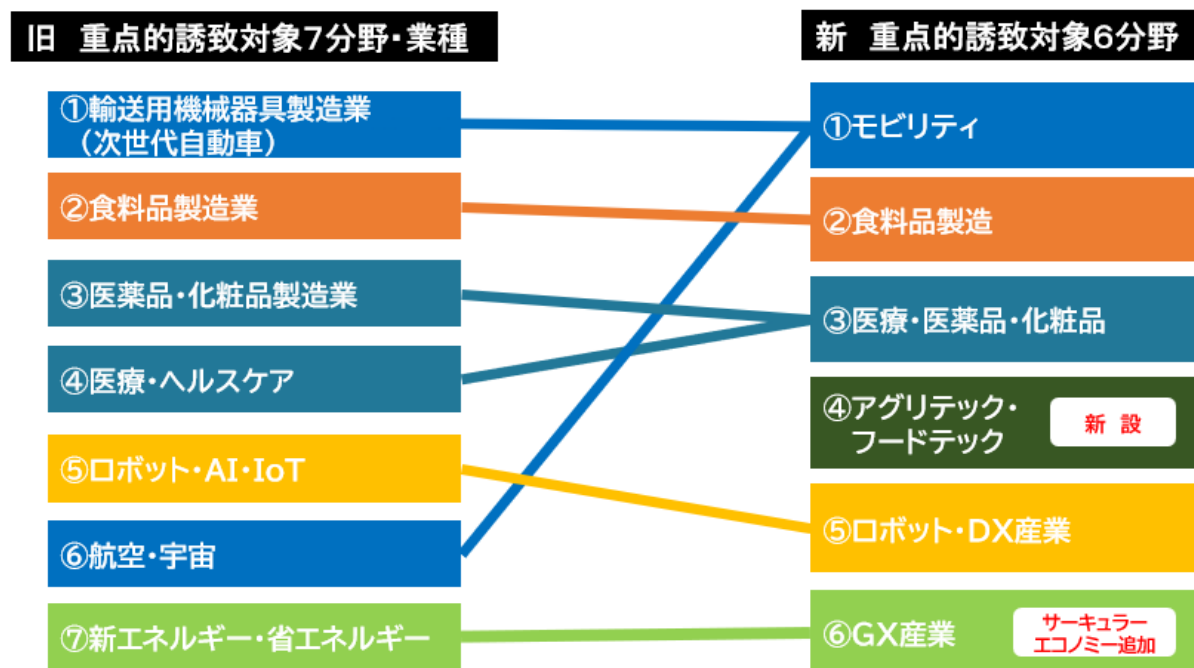 旧 重点的誘致対象7分野・業種
①輸送用機械器具製造業
（次世代自動車）
②食料品製造業
③医薬品・化粧品製造業
④医療・ヘルスケア
⑤ロボット・AI・IoT
⑥航空・宇宙
⑦新エネルギー・省エネルギー
新 重点的誘致対象6分野
①モビリティ
②食料品製造
③医療・医薬品・化粧品
④アグリテック・
フードテック
新 設
⑤ロボット・DX産業
⑥GX産業
サーキュラー
エコノミー追加